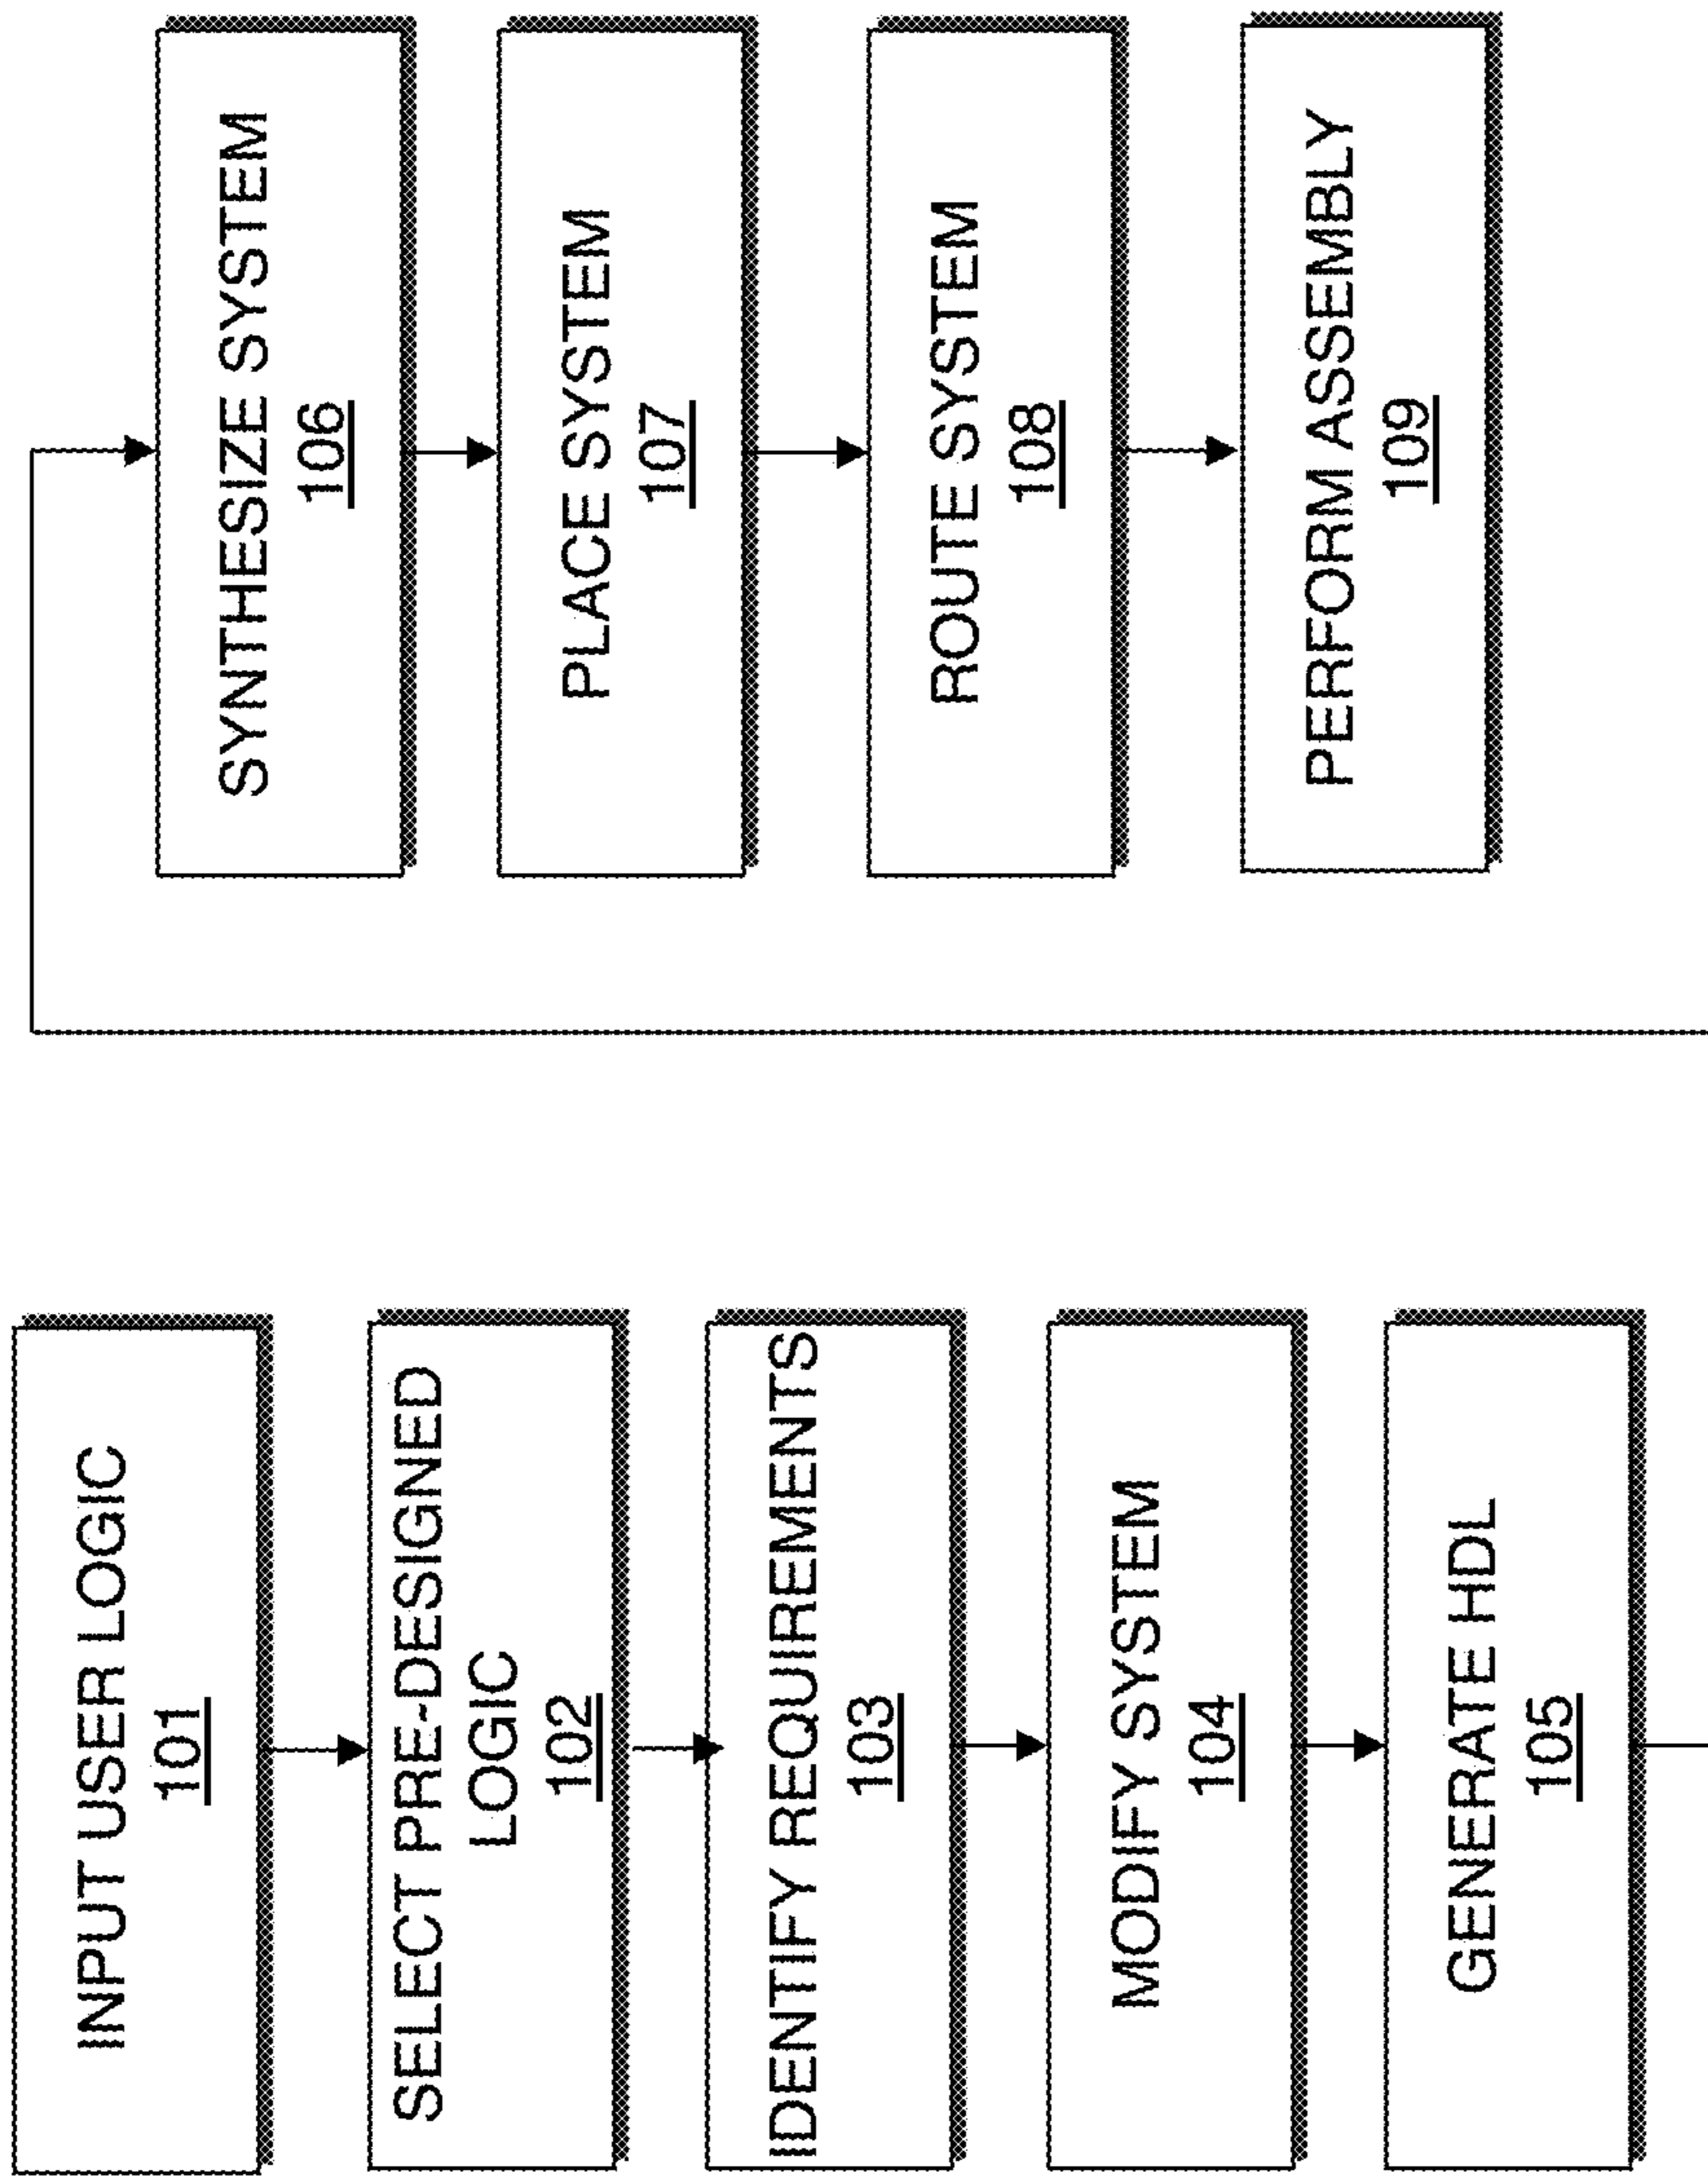 INPUT USER LOGIC
101
SELECT PRE-DESIGNED
LOGIC
102
IDENTIFY REQUIREMENTS
103
MODIFY SYSTEM
104
GENERATE HDL
105
SYNTHESIZE SYSTEM
106
PLACE SYSTEM
107
ROUTE SYSTEM
108
PERFORM ASSEMBLY
109